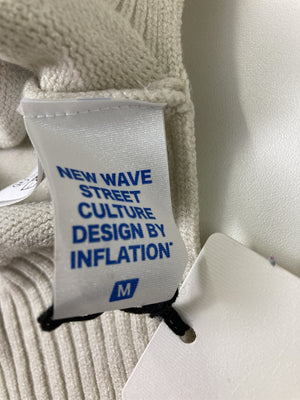 NEW WAVE
STREET
CULTURE
DESIGN BY
INFLATION
M